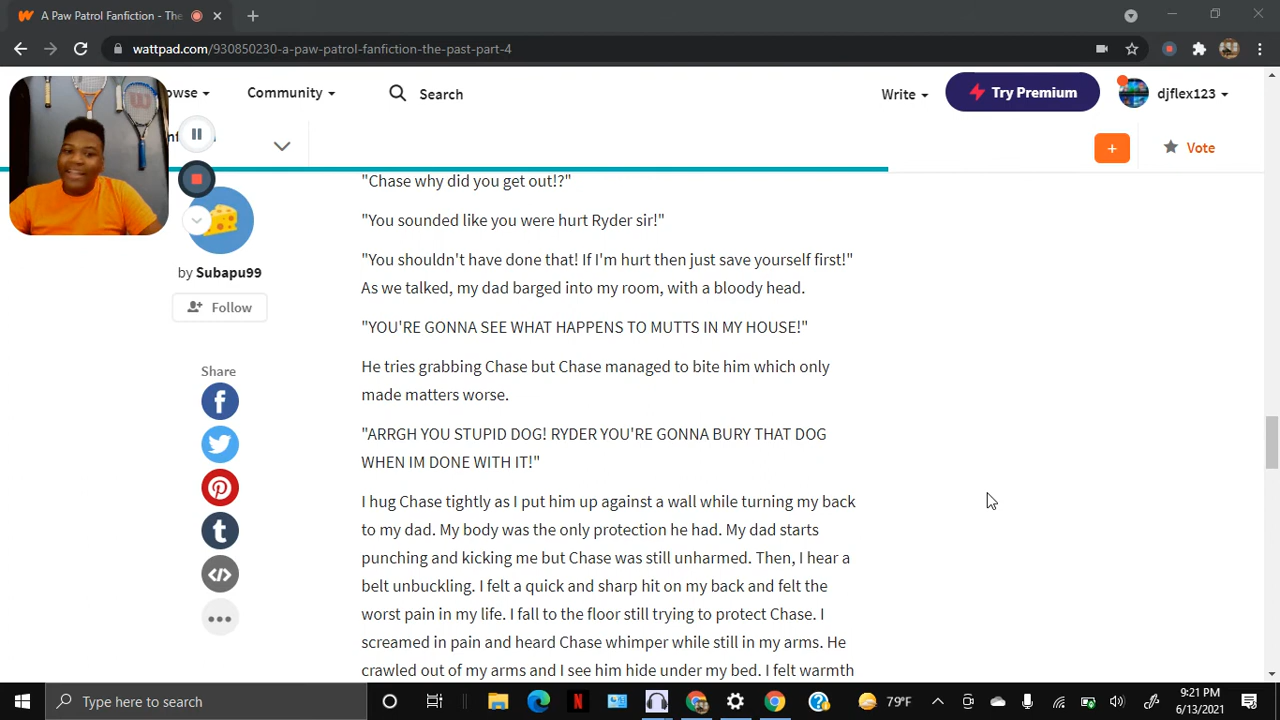 A Paw Patrol Fanfiction - The
wattpad.com/930850230-a-paw-patrol-fanfiction-the-past-part-4
owse
Community
Search
Write
Try Premium
djflex123
+
Vote
"Chase why did you get out!?"
"You sounded like you were hurt Ryder sir!"
"You shouldn't have done that! If I'm hurt then just save yourself first!"
As we talked, my dad barged into my room, with a bloody head.
"YOU'RE GONNA SEE WHAT HAPPENS TO MUTTS IN MY HOUSE!"
He tries grabbing Chase but Chase managed to bite him which only
made matters worse.
"ARRGH YOU STUPID DOG! RYDER YOU'RE GONNA BURY THAT DOG
WHEN IM DONE WITH IT!"
I hug Chase tightly as I put him up against a wall while turning my back
to my dad. My body was the only protection he had. My dad starts
punching and kicking me but Chase was still unharmed. Then, I hear a
belt unbuckling. I felt a quick and sharp hit on my back and felt the
worst pain in my life. I fall to the floor still trying to protect Chase. I
screamed in pain and heard Chase whimper while still in my arms. He
crawled out of my arms and I see him hide under my bed. I felt warmth
by Subapu99
Follow
Share
Type here to search
79°F
9:21 PM
6/13/2021